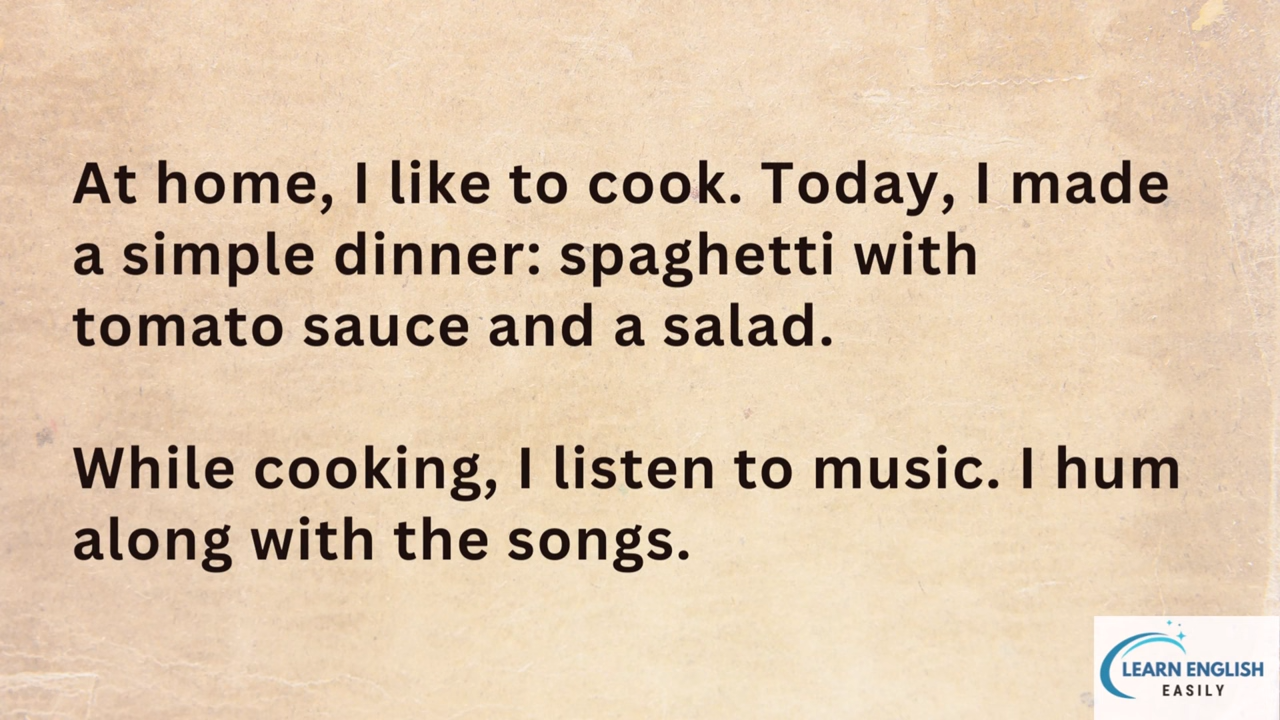 At home, I like to cook. Today, I made
a simple dinner: spaghetti with
tomato sauce and a salad.
While cooking, I listen to music. I hum
along with the songs.
LEARN ENGLISH
EASILY